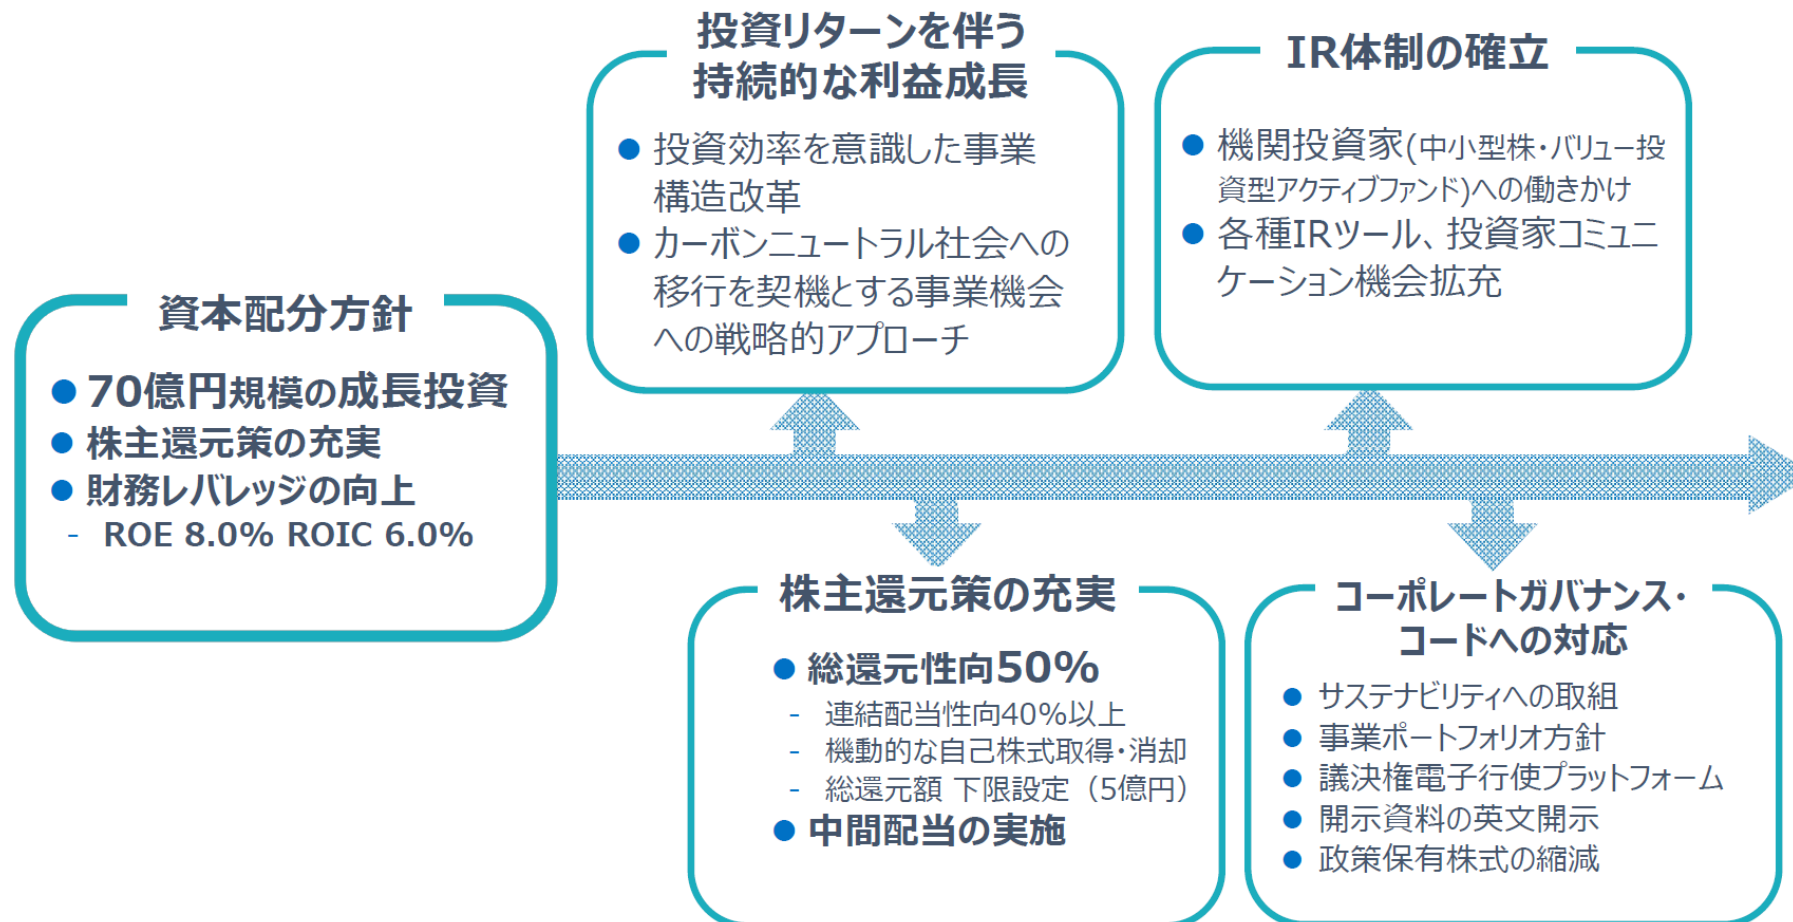 資本配分方針
● 70億円規模の成長投資
● 株主還元策の充実
● 財務レバレッジの向上
- ROE 8.0% ROIC 6.0%
投資リターンを伴う
持続的な利益成長
● 投資効率を意識した事業
構造改革
● カーボンニュートラル社会への
移行を契機とする事業機会
への戦略的アプローチ
IR体制の確立
● 機関投資家(中小型株・バリュー投
資型アクティブファンド)への働きかけ
● 各種IRツール、投資家コミュニ
ケーション機会拡充
株主還元策の充実
● 総還元性向50%
- 連結配当性向40%以上
- 機動的な自己株式取得・消却
- 総還元額 下限設定（5億円）
● 中間配当の実施
コーポレートガバナンス・
コードへの対応
● サステナビリティへの取組
● 事業ポートフォリオ方針
● 議決権電子行使プラットフォーム
● 開示資料の英文開示
● 政策保有株式の縮減